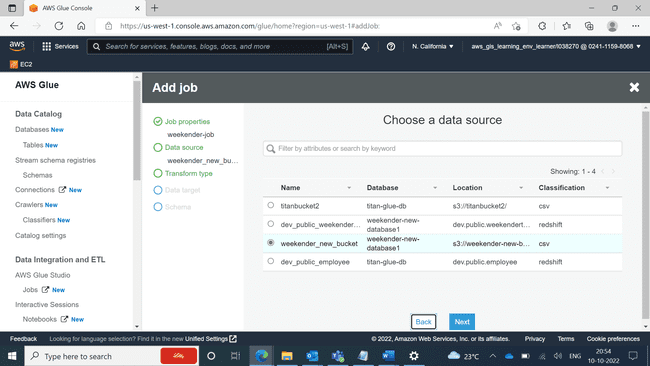 AWS Glue Console
https://us-west-1.console.aws.amazon.com/glue/home?region=us-west-1#addJob:
aws
Services
Search for services, features, blogs, docs, and more
[Alt+S]
N. California
aws_gls_learning_env_learner/l038270 @ 0241-1159-8068
EC2
AWS Glue
Data Catalog
Databases New
Tables New
Stream schema registries
Schemas
Connections New
Crawlers New
Classifiers New
Catalog settings
Data Integration and ETL
AWS Glue Studio
Jobs New
Interactive Sessions
Notebooks New
Add job
Job properties
weekender-job
Data source
weekender_new_bu...
Transform type
Data target
Schema
Choose a data source
Filter by attributes or search by keyword
Showing: 1 - 4
Name Database Location Classification
titanbucket2 titan-glue-db s3://titanbucket2/ csv
dev_public_weekender... weekender-new-database1 dev.public.weekendert... redshift
weekender_new_bucket weekender-new-database1 s3://weekender-new-b... csv
dev_public_employee titan-glue-db dev.public.employee redshift
Back
Next
Feedback
Looking for language selection? Find it in the new Unified Settings
© 2022, Amazon Web Services, Inc. or its affiliates.
Privacy
Terms
Cookie preferences
Type here to search
23°C
ENG
20:54
10-10-2022